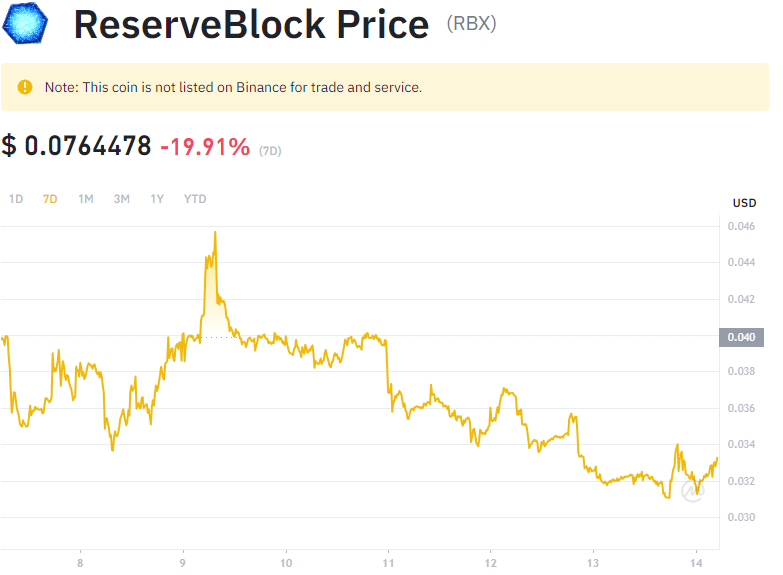 ReserveBlock Price (RBX)
Note: This coin is not listed on Binance for trade and service.
$ 0.0764478 -19.91% (7D)
1D 7D 1M 3M 1Y YTD
USD
0.046
0.044
0.042
0.040
0.038
0.036
0.034
0.032
0.030
8 9 10 11 12 13 14